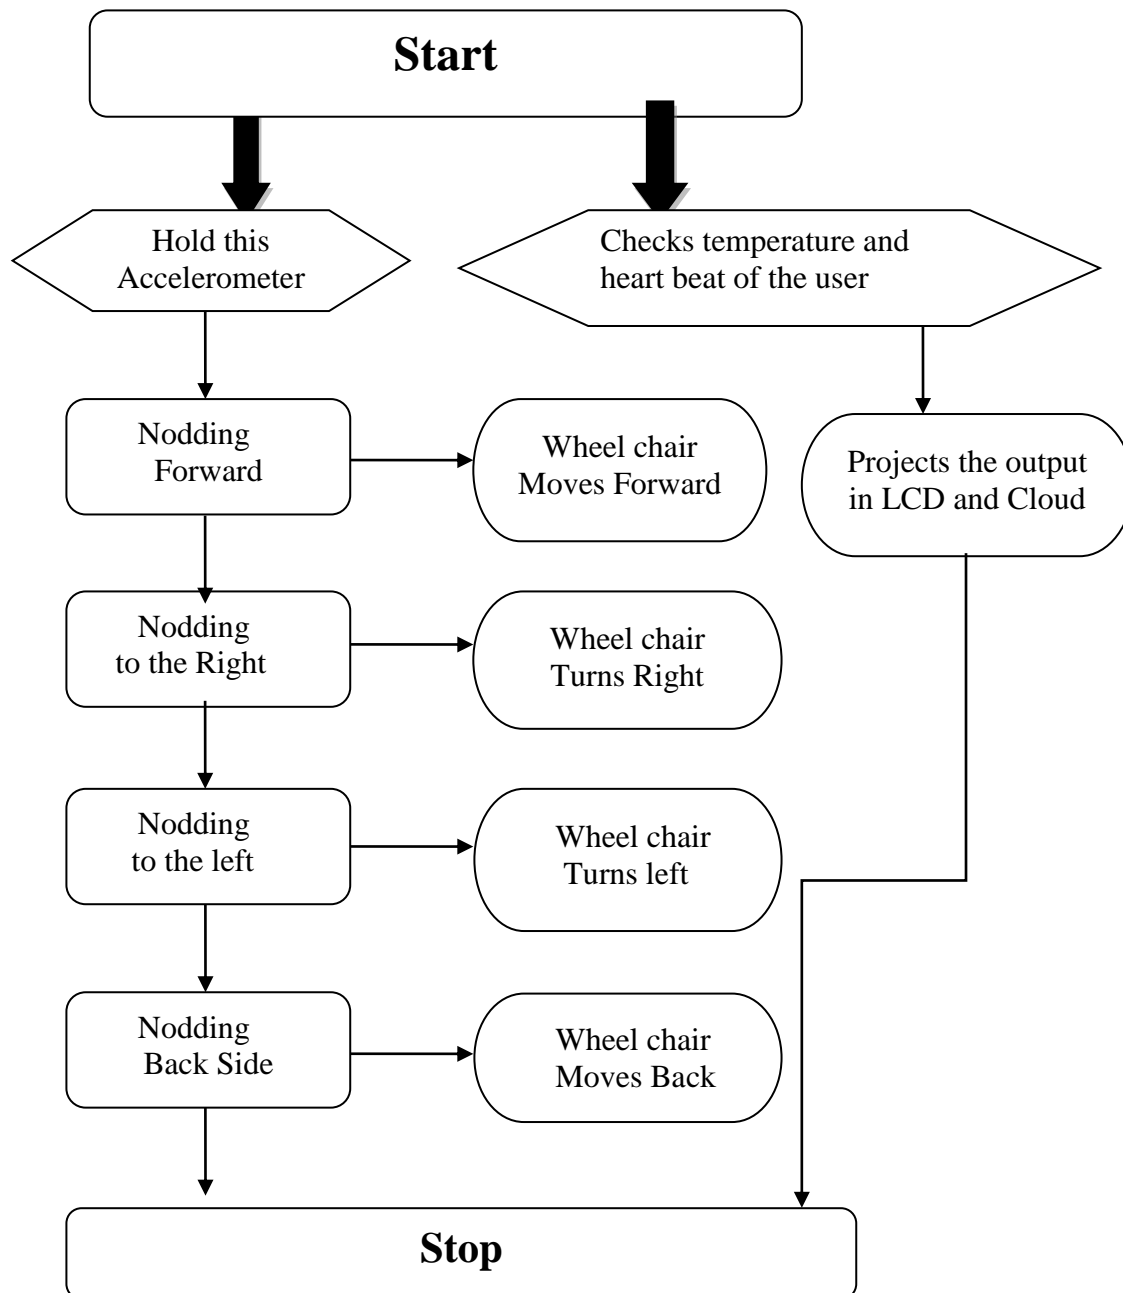 Start
Hold this
Accelerometer
Checks temperature and
heart beat of the user
Nodding
Forward
Wheel chair
Moves Forward
Projects the output
in LCD and Cloud
Nodding
to the Right
Wheel chair
Turns Right
Nodding
to the left
Wheel chair
Turns left
Nodding
Back Side
Wheel chair
Moves Back
Stop